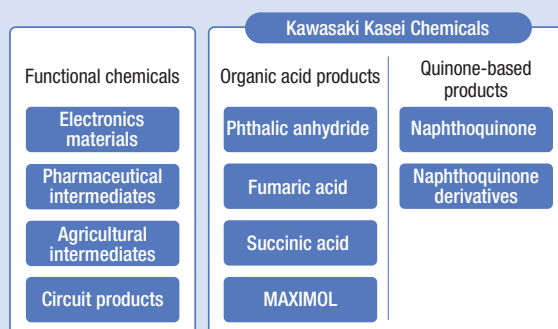 Kawasaki Kasei Chemicals
Functional chemicals
Electronics
materials
Pharmaceutical
intermediates
Agricultural
intermediates
Circuit products
Organic acid products
Phthalic anhydride
Fumaric acid
Succinic acid
MAXIMOL
Quinone-based
products
Naphthoquinone
Naphthoquinone
derivatives